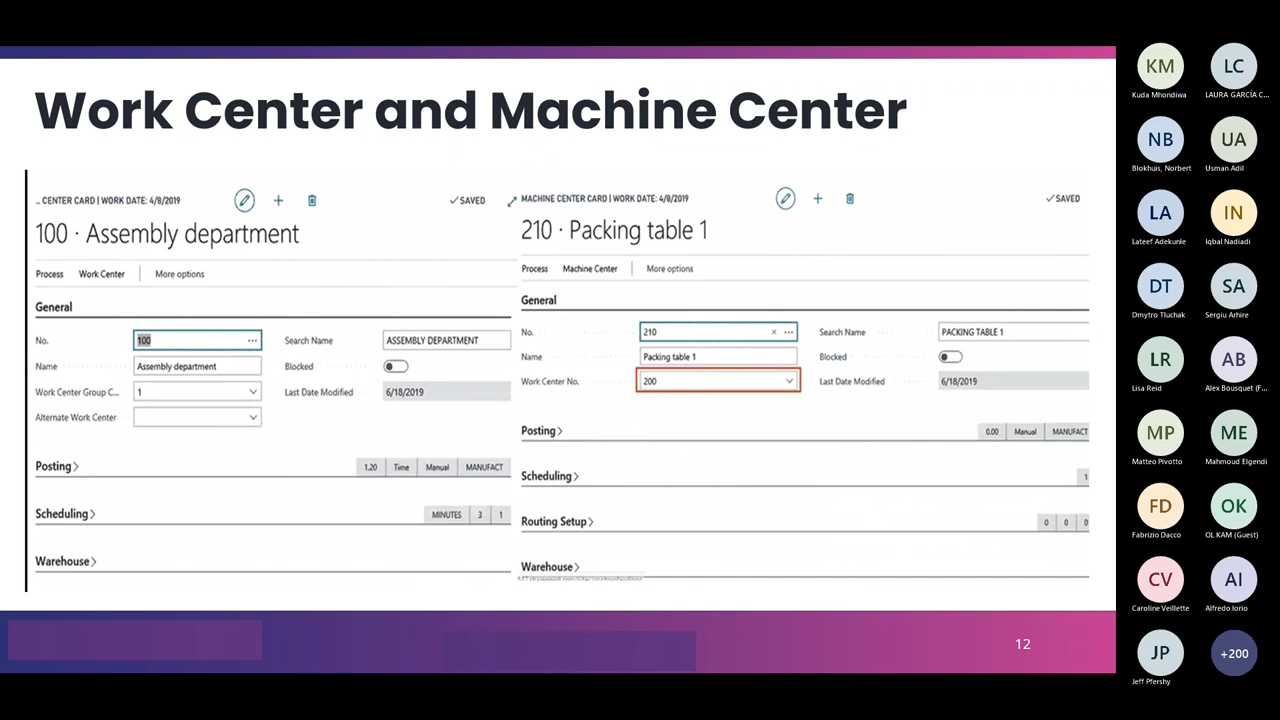 Work Center and Machine Center
_ CENTER CARD | WORK DATE: 4/8/2019
✓SAVED
100 · Assembly department
Process Work Center More options
General
No. 100 ···
Search Name ASSEMBLY DEPARTMENT
Name Assembly department
Blocked
Work Center Group C... 1
Last Date Modified 6/18/2019
Alternate Work Center
Posting > 1.20 Time Manual MANUFACT
Scheduling > MINUTES 3 1
Warehouse >
MACHINE CENTER CARD | WORK DATE: 4/8/2019
✓SAVED
210 · Packing table 1
Process Machine Center More options
General
No. 210 × ···
Search Name PACKING TABLE 1
Name Packing table 1
Blocked
Work Center No. 200
Last Date Modified 6/18/2019
Posting > 0.00 Manual MANUFACT
Scheduling > 1
Routing Setup > 0 0 0
Warehouse >
12
KM LC
Kuda Mhondiwa LAURA GARCÍA C...
NB UA
Blokhuis, Norbert Usman Adil
LA IN
Lateef Adekunle Iqbal Nadiadi
DT SA
Dmytro Tluchak Sergiu Arhire
LR AB
Lisa Reid Alex Bousquet (F...
MP ME
Matteo Pivotto Mahmoud Elgendi
FD OK
Fabrizio Dacco OL KAM (Guest)
CV AI
Caroline Veillette Alfredo Iorio
JP +200
Jeff Pfershy